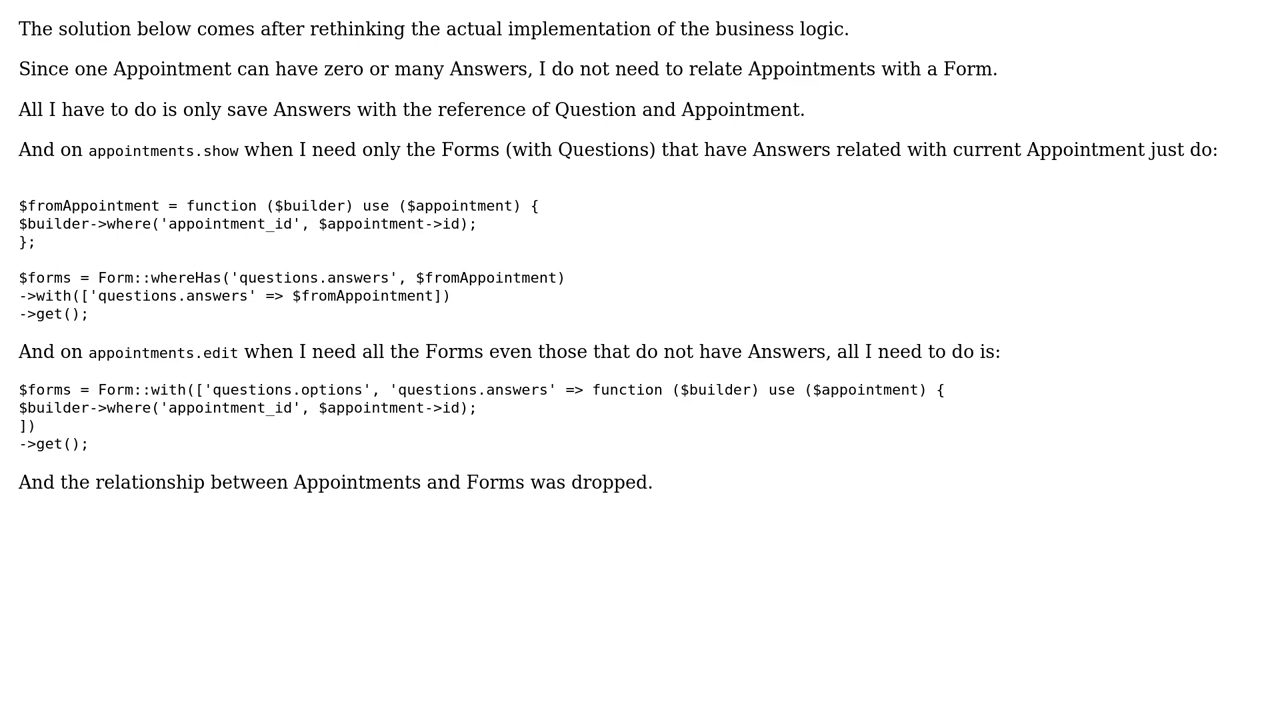 The solution below comes after rethinking the actual implementation of the business logic.
Since one Appointment can have zero or many Answers, I do not need to relate Appointments with a Form.
All I have to do is only save Answers with the reference of Question and Appointment.
And on appointments.show when I need only the Forms (with Questions) that have Answers related with current Appointment just do:
$fromAppointment = function ($builder) use ($appointment) {
$builder->where('appointment_id', $appointment->id);
};
$forms = Form::whereHas('questions.answers', $fromAppointment)
->with(['questions.answers' => $fromAppointment])
->get();
And on appointments.edit when I need all the Forms even those that do not have Answers, all I need to do is:
$forms = Form::with(['questions.options', 'questions.answers' => function ($builder) use ($appointment) {
$builder->where('appointment_id', $appointment->id);
])
->get();
And the relationship between Appointments and Forms was dropped.